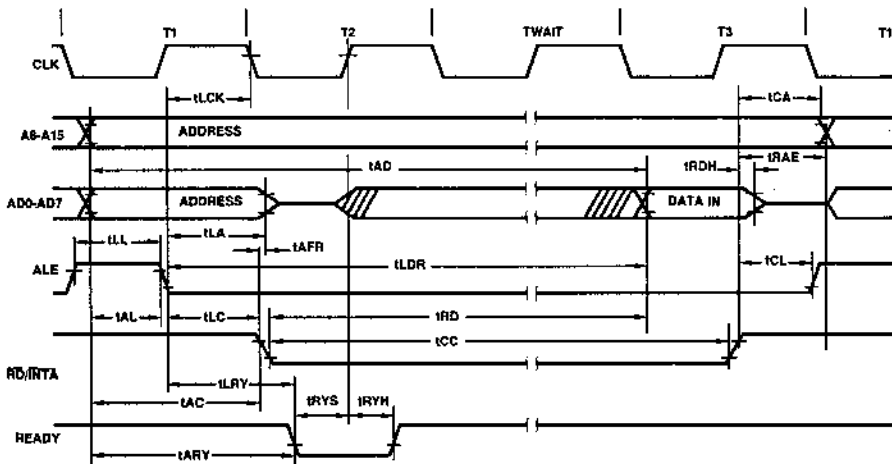 T1 T2 TWAIT T3 T1
CLK
tLCK tCA
A8-A15 ADDRESS
tAD tRDH tRAE
AD0-AD7 ADDRESS DATA IN
tLL tLA tAFR
ALE tLDR tCL
tAL tLC tRD
tCC
RD/INTA
tLRY
tAC tRYS tRYH
READY
tARY